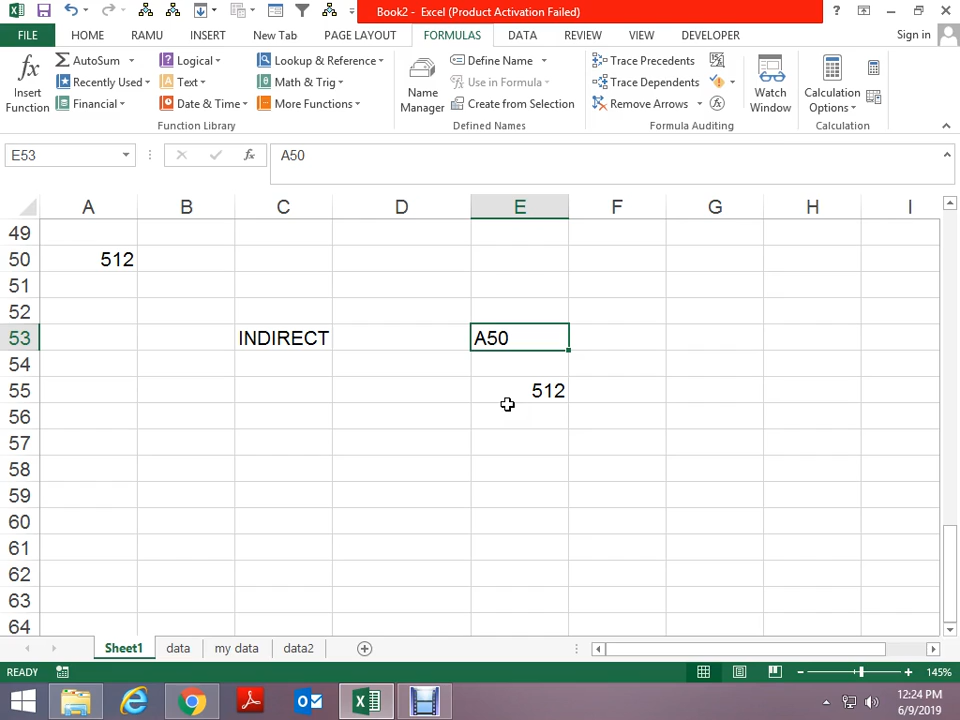 Book2 - Excel (Product Activation Failed)
?
FILE HOME RAMU INSERT New Tab PAGE LAYOUT FORMULAS DATA REVIEW VIEW DEVELOPER Sign in
fx Insert Function
AutoSum
Recently Used
Financial
Logical
Text
Date & Time
Lookup & Reference
Math & Trig
More Functions
Function Library
Name Manager
Define Name
Use in Formula
Create from Selection
Defined Names
Trace Precedents
Trace Dependents
Remove Arrows
Formula Auditing
Watch Window
Calculation Options
Calculation
E53 fx A50
A B C D E F G H I
49
50 512
51
52
53 INDIRECT A50
54
55 512
56
57
58
59
60
61
62
63
64
Sheet1 data my data data2
READY 145%
12:24 PM
6/9/2019